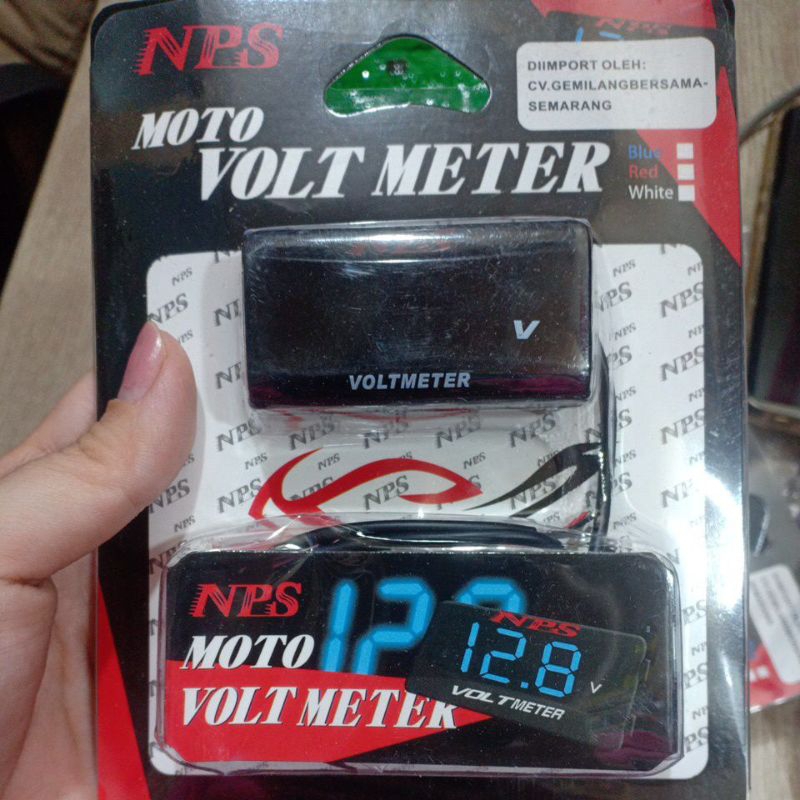 NPS
DIIMPORT OLEH:
CV.GEMILANGBERSAMA-
SEMARANG
MOTO
VOLT METER
Blue
Red
White
V
VOLTMETER
NPS
MOTO
VOLT METER
NPS
12.8
V
VOLTMETER